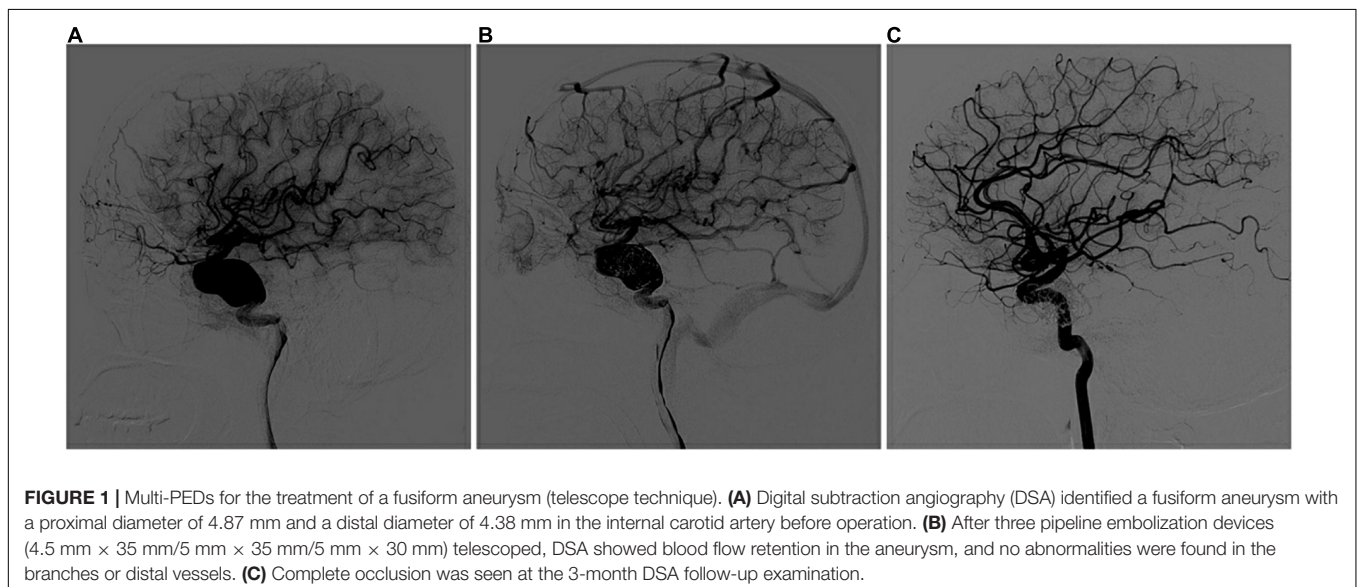 A B C
FIGURE 1 | Multi-PEDs for the treatment of a fusiform aneurysm (telescope technique). (A) Digital subtraction angiography (DSA) identified a fusiform aneurysm with
a proximal diameter of 4.87 mm and a distal diameter of 4.38 mm in the internal carotid artery before operation. (B) After three pipeline embolization devices
(4.5 mm × 35 mm/5 mm × 35 mm/5 mm × 30 mm) telescoped, DSA showed blood flow retention in the aneurysm, and no abnormalities were found in the
branches or distal vessels. (C) Complete occlusion was seen at the 3-month DSA follow-up examination.